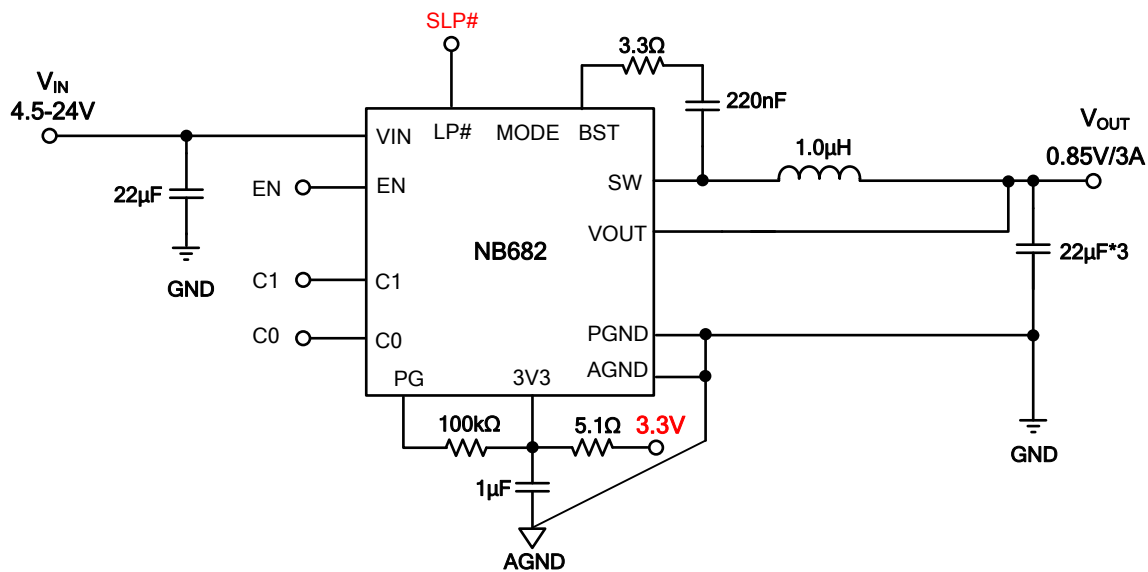 SLP#
3.3Ω
V_IN
4.5-24V
220nF
V_OUT
0.85V/3A
VIN
LP#
MODE
BST
1.0µH
22µF
EN
EN
SW
VOUT
NB682
22µF*3
GND
C1
C1
C0
C0
PGND
AGND
PG
3V3
100kΩ
5.1Ω
3.3V
1µF
GND
AGND